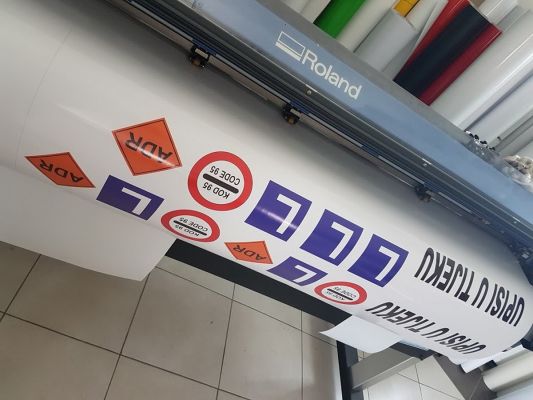 Roland
ADR
ADR
KOD 95
CODE 95
L
L
L
L
KOD 95
CODE 95
ADR
L
KOD 95
CODE 95
UPISI U TIJEKU
UPISI U TIJEKU